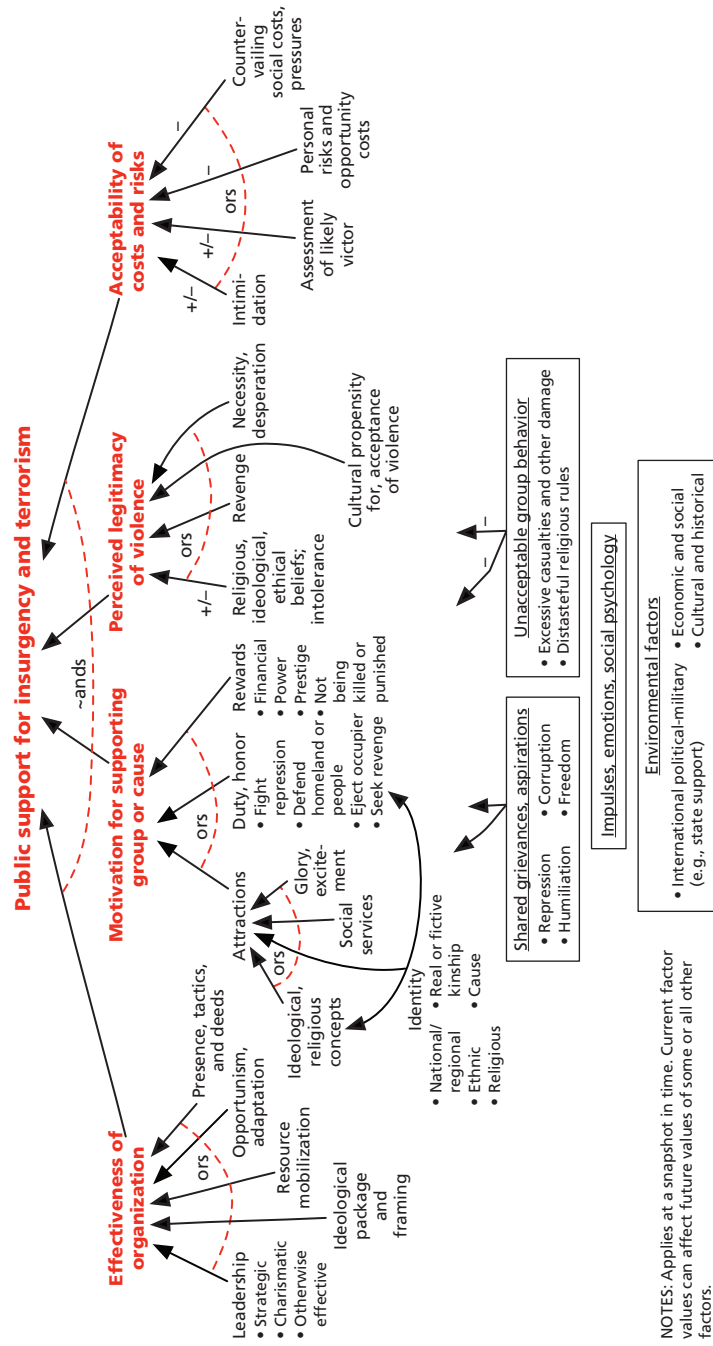 Public support for insurgency and terrorism
~ands
Effectiveness of
organization
Motivation for supporting
group or cause
Perceived legitimacy
of violence
Acceptability of
costs and risks
ors
Leadership
• Strategic
• Charismatic
• Otherwise
effective
Ideological
package
and
framing
Resource
mobilization
Opportunism,
adaptation
Presence, tactics,
and deeds
ors
Attractions
ors
Ideological,
religious
concepts
Social
services
Glory,
excite-
ment
Duty, honor
• Fight
repression
• Defend
homeland or
people
• Eject occupier
• Seek revenge
Rewards
• Financial
• Power
• Prestige
• Not
being
killed or
punished
Identity
• National/
regional
• Ethnic
• Religious
• Real or fictive
kinship
• Cause
ors
+/–
Religious,
ideological,
ethical
beliefs;
intolerance
Revenge
Cultural propensity
for, acceptance
of violence
Necessity,
desperation
ors
+/–
+/–
–
–
Intimi-
dation
Assessment
of likely
victor
Personal
risks and
opportunity
costs
Counter-
vailing
social costs,
pressures
Shared grievances, aspirations
• Repression
• Humiliation
• Corruption
• Freedom
–
–
Unacceptable group behavior
• Excessive casualties and other damage
• Distasteful religious rules
Impulses, emotions, social psychology
Environmental factors
• International political-military
(e.g., state support)
• Economic and social
• Cultural and historical
NOTES: Applies at a snapshot in time. Current factor
values can affect future values of some or all other
factors.